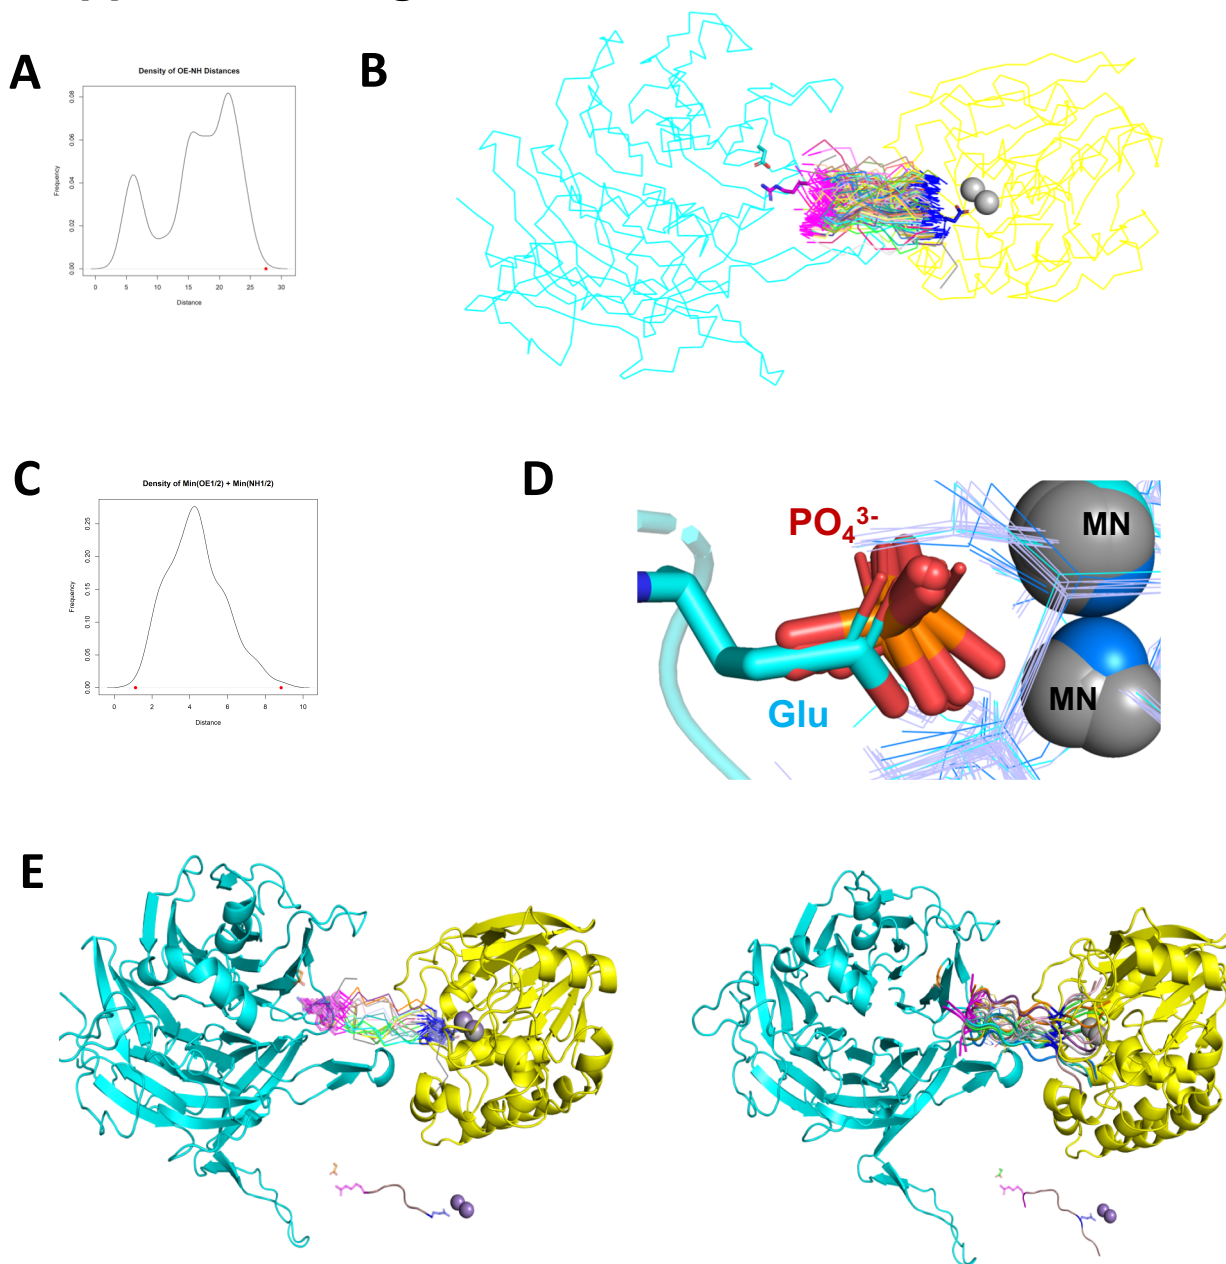 A
B
Density of OE-NH Distances
Frequency
0.00
0.02
0.04
0.06
0.08
0 5 10 15 20 25 30
Distance
C
D
Density of Min(OE1/2) + Min(NH1/2)
Frequency
0.00
0.05
0.10
0.15
0.20
0.25
0 2 4 6 8 10
Distance
PO₄³⁻
MN
MN
Glu
E